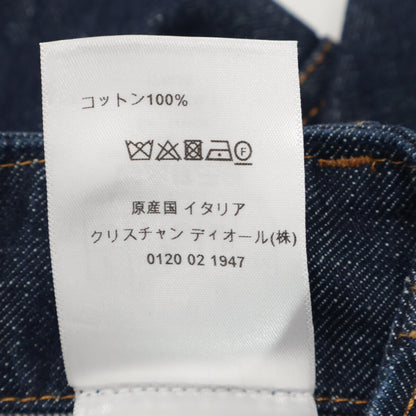 コットン100%
F
原産国 イタリア
クリスチャン ディオール(株)
0120 02 1947